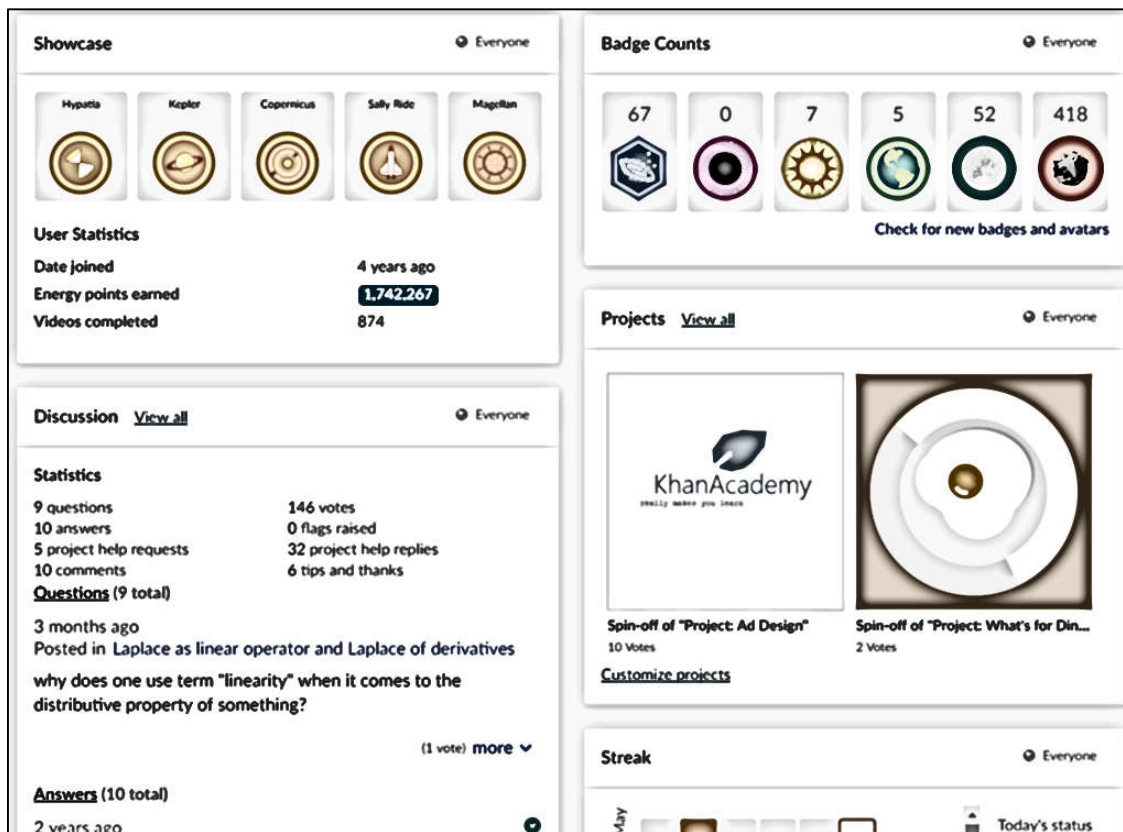 Showcase
Everyone
Hypatia
Kepler
Copernicus
Sally Ride
Magellan
User Statistics
Date joined 4 years ago
Energy points earned 1,742,267
Videos completed 874
Discussion View all
Everyone
Statistics
9 questions 146 votes
10 answers 0 flags raised
5 project help requests 32 project help replies
10 comments 6 tips and thanks
Questions (9 total)
3 months ago
Posted in Laplace as linear operator and Laplace of derivatives
why does one use term "linearity" when it comes to the
distributive property of something?
(1 vote) more
Answers (10 total)
2 years ago
Badge Counts
Everyone
67 0 7 5 52 418
Check for new badges and avatars
Projects View all
Everyone
KhanAcademy
really makes you learn
Spin-off of "Project: Ad Design"
10 Votes
Spin-off of "Project: What's for Din...
2 Votes
Customize projects
Streak
Everyone
May
Today's status